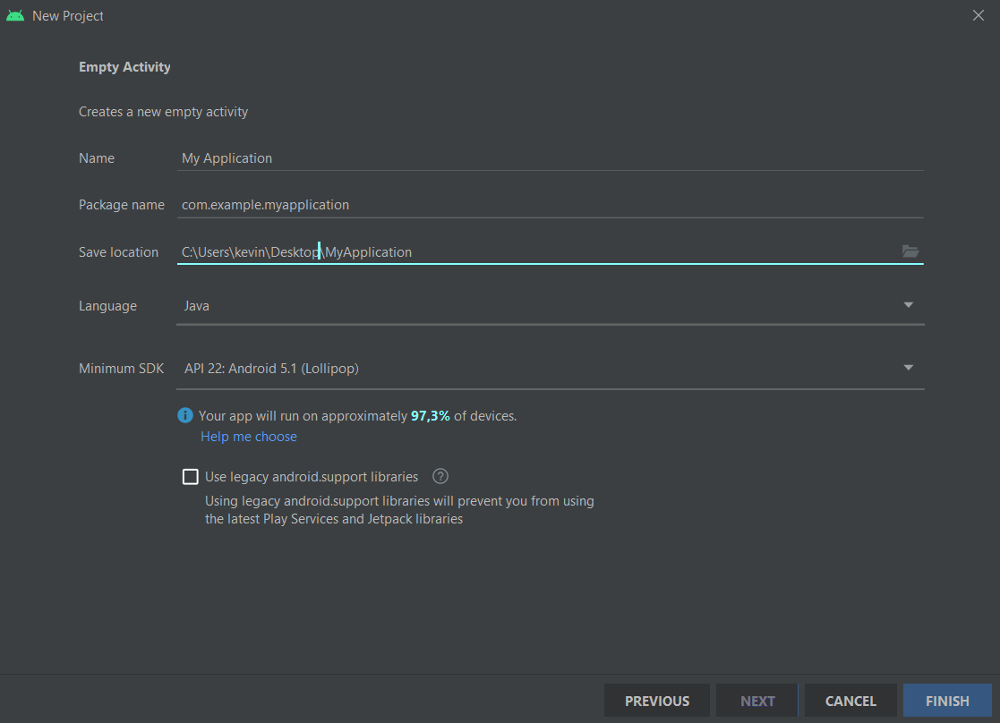 New Project
Empty Activity
Creates a new empty activity
Name My Application
Package name com.example.myapplication
Save location C:\Users\kevin\Desktop\MyApplication
Language Java
Minimum SDK API 22: Android 5.1 (Lollipop)
Your app will run on approximately 97,3% of devices.
Help me choose
Use legacy android.support libraries ?
Using legacy android.support libraries will prevent you from using
the latest Play Services and Jetpack libraries
PREVIOUS NEXT CANCEL FINISH